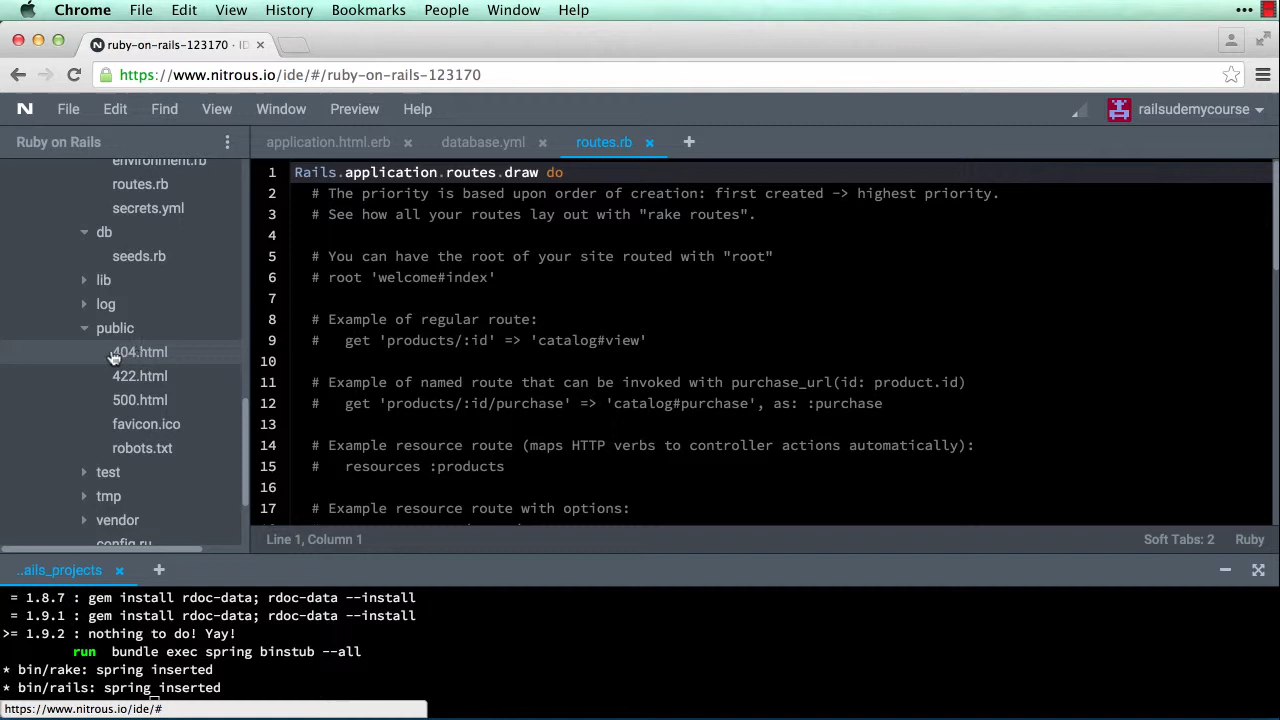 Chrome File Edit View History Bookmarks People Window Help
ruby-on-rails-123170 · ID
https://www.nitrous.io/ide/#/ruby-on-rails-123170
N File Edit Find View Window Preview Help railsudemycourse
Ruby on Rails
application.html.erb database.yml routes.rb
environment.rb
routes.rb
secrets.yml
db
seeds.rb
lib
log
public
404.html
422.html
500.html
favicon.ico
robots.txt
test
tmp
vendor
config.ru
1 Rails.application.routes.draw do
2 # The priority is based upon order of creation: first created -> highest priority.
3 # See how all your routes lay out with "rake routes".
4
5 # You can have the root of your site routed with "root"
6 # root 'welcome#index'
7
8 # Example of regular route:
9 #   get 'products/:id' => 'catalog#view'
10
11 # Example of named route that can be invoked with purchase_url(id: product.id)
12 #   get 'products/:id/purchase' => 'catalog#purchase', as: :purchase
13
14 # Example resource route (maps HTTP verbs to controller actions automatically):
15 #   resources :products
16
17 # Example resource route with options:
Line 1, Column 1 Soft Tabs: 2 Ruby
..ails_projects
= 1.8.7 : gem install rdoc-data; rdoc-data --install
= 1.9.1 : gem install rdoc-data; rdoc-data --install
>= 1.9.2 : nothing to do! Yay!
run bundle exec spring binstub --all
* bin/rake: spring inserted
* bin/rails: spring inserted
https://www.nitrous.io/ide/#